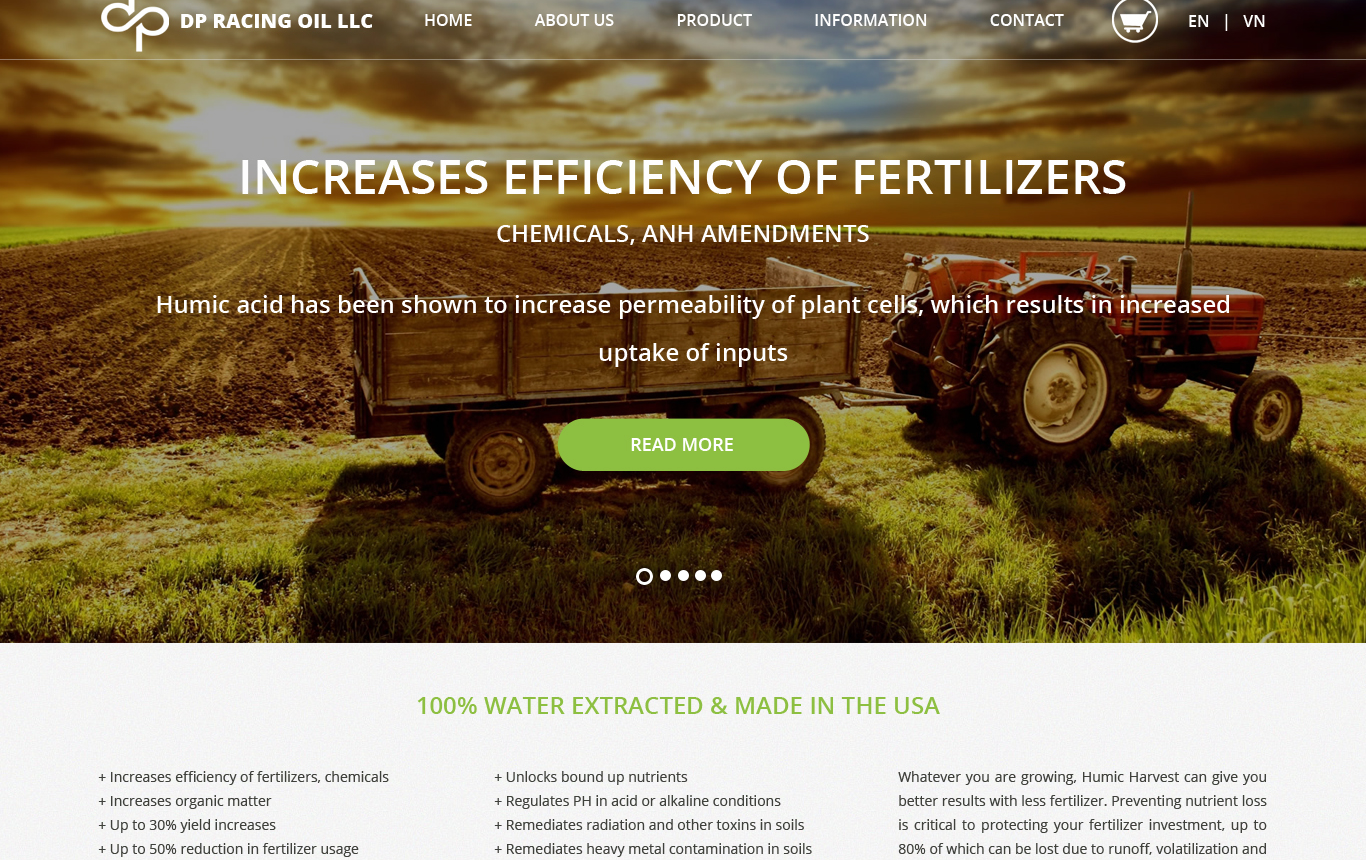 DP RACING OIL LLC
HOME
ABOUT US
PRODUCT
INFORMATION
CONTACT
EN | VN
INCREASES EFFICIENCY OF FERTILIZERS
CHEMICALS, ANH AMENDMENTS
Humic acid has been shown to increase permeability of plant cells, which results in increased
uptake of inputs
READ MORE
100% WATER EXTRACTED & MADE IN THE USA
+ Increases efficiency of fertilizers, chemicals
+ Increases organic matter
+ Up to 30% yield increases
+ Up to 50% reduction in fertilizer usage
+ Unlocks bound up nutrients
+ Regulates PH in acid or alkaline conditions
+ Remediates radiation and other toxins in soils
+ Remediates heavy metal contamination in soils
Whatever you are growing, Humic Harvest can give you
better results with less fertilizer. Preventing nutrient loss
is critical to protecting your fertilizer investment, up to
80% of which can be lost due to runoff, volatilization and